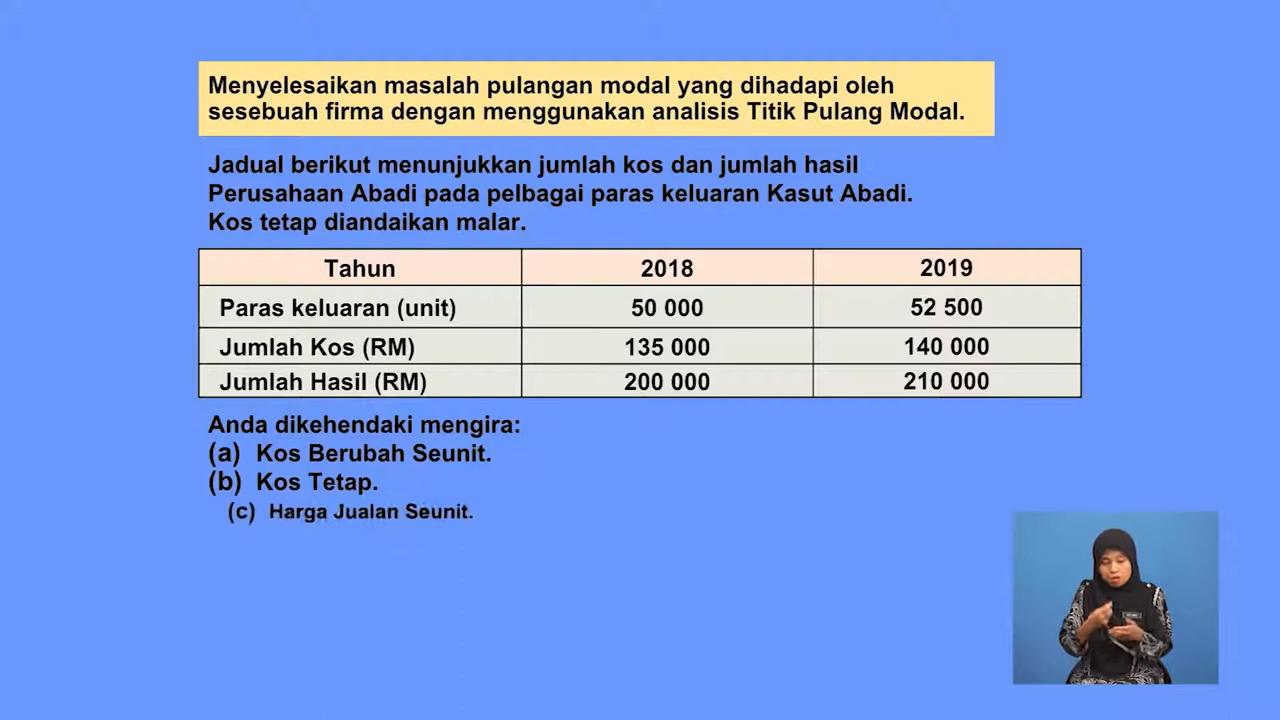 Menyelesaikan masalah pulangan modal yang dihadapi oleh
sesebuah firma dengan menggunakan analisis Titik Pulang Modal.
Jadual berikut menunjukkan jumlah kos dan jumlah hasil
Perusahaan Abadi pada pelbagai paras keluaran Kasut Abadi.
Kos tetap diandaikan malar.
Tahun 2018 2019
Paras keluaran (unit) 50 000 52 500
Jumlah Kos (RM) 135 000 140 000
Jumlah Hasil (RM) 200 000 210 000
Anda dikehendaki mengira:
(a) Kos Berubah Seunit.
(b) Kos Tetap.
(c) Harga Jualan Seunit.